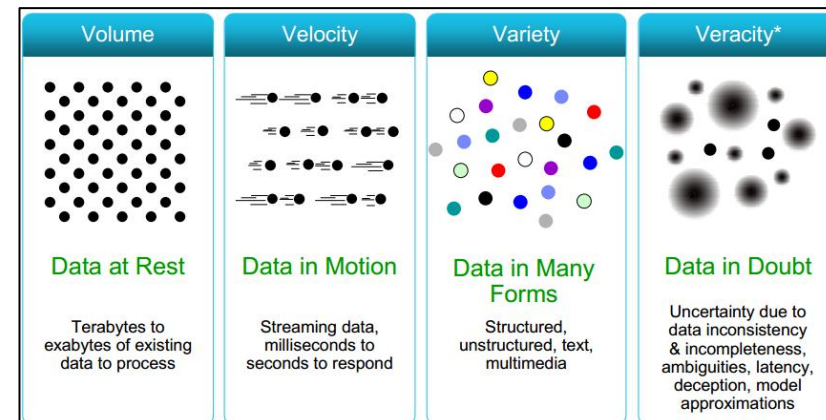 Volume
Data at Rest
Terabytes to
exabytes of existing
data to process
Velocity
Data in Motion
Streaming data,
milliseconds to
seconds to respond
Variety
Data in Many
Forms
Structured,
unstructured, text,
multimedia
Veracity*
Data in Doubt
Uncertainty due to
data inconsistency
& incompleteness,
ambiguities, latency,
deception, model
approximations